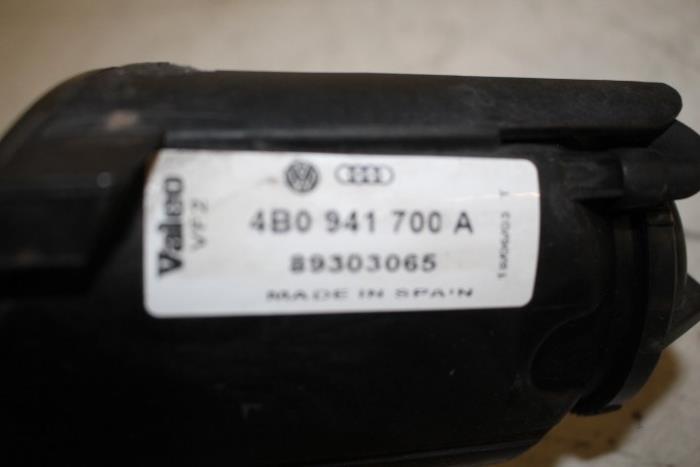 Valeo
VF2
4B0 941 700 A
89303065
MADE IN SPAIN